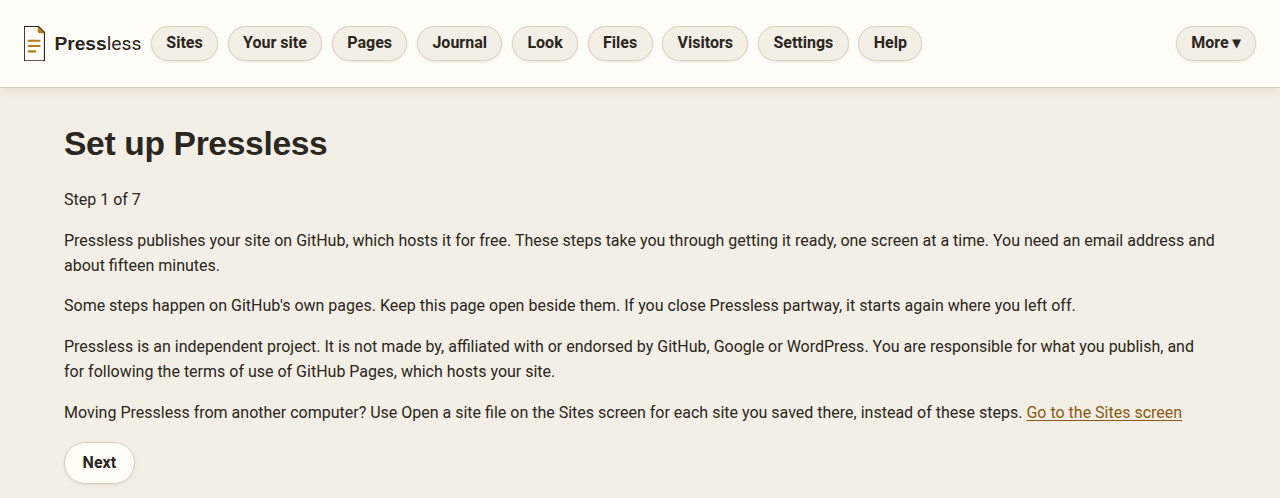 Pressless
Sites
Your site
Pages
Journal
Look
Files
Visitors
Settings
Help
More ▾
Set up Pressless
Step 1 of 7
Pressless publishes your site on GitHub, which hosts it for free. These steps take you through getting it ready, one screen at a time. You need an email address and
about fifteen minutes.
Some steps happen on GitHub's own pages. Keep this page open beside them. If you close Pressless partway, it starts again where you left off.
Pressless is an independent project. It is not made by, affiliated with or endorsed by GitHub, Google or WordPress. You are responsible for what you publish, and
for following the terms of use of GitHub Pages, which hosts your site.
Moving Pressless from another computer? Use Open a site file on the Sites screen for each site you saved there, instead of these steps. Go to the Sites screen
Next